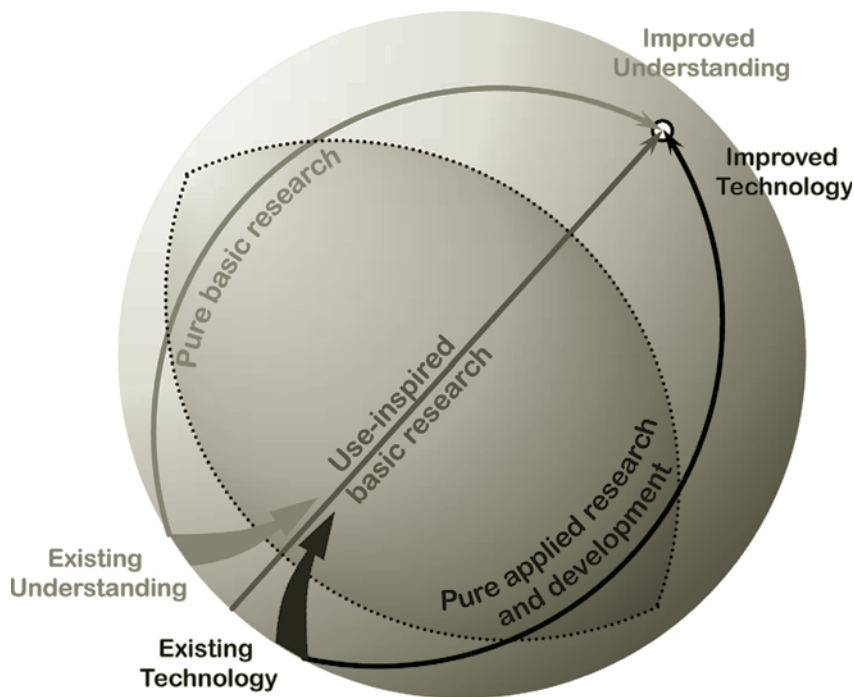 Improved
Understanding
Improved
Technology
Pure basic research
Use-inspired
basic research
Pure applied research
and development
Existing
Understanding
Existing
Technology